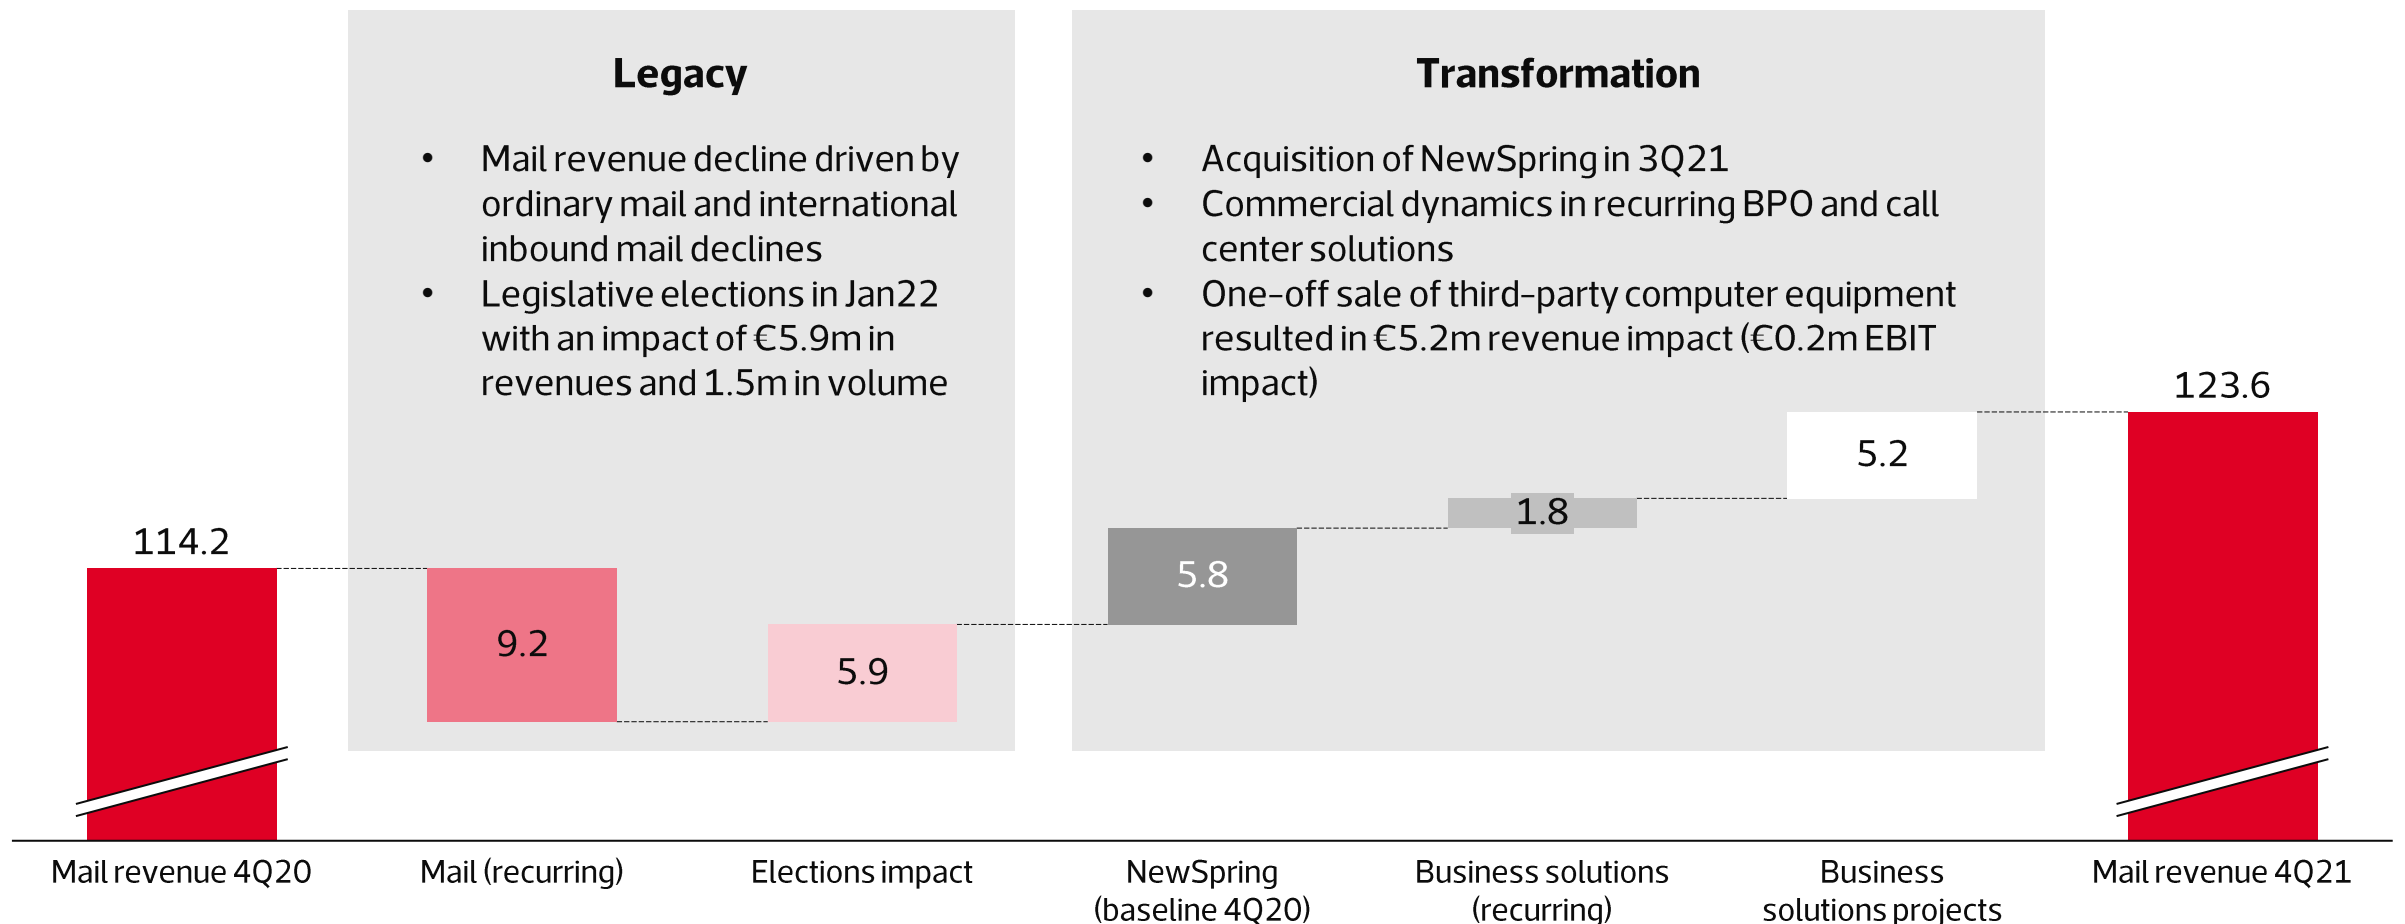 Legacy
• Mail revenue decline driven by
ordinary mail and international
inbound mail declines
• Legislative elections in Jan22
with an impact of €5.9m in
revenues and 1.5m in volume
Transformation
• Acquisition of NewSpring in 3Q21
• Commercial dynamics in recurring BPO and call
center solutions
• One-off sale of third-party computer equipment
resulted in €5.2m revenue impact (€0.2m EBIT
impact)
114.2
9.2
5.9
5.8
1.8
5.2
123.6
Mail revenue 4Q20
Mail (recurring)
Elections impact
NewSpring
(baseline 4Q20)
Business solutions
(recurring)
Business
solutions projects
Mail revenue 4Q21